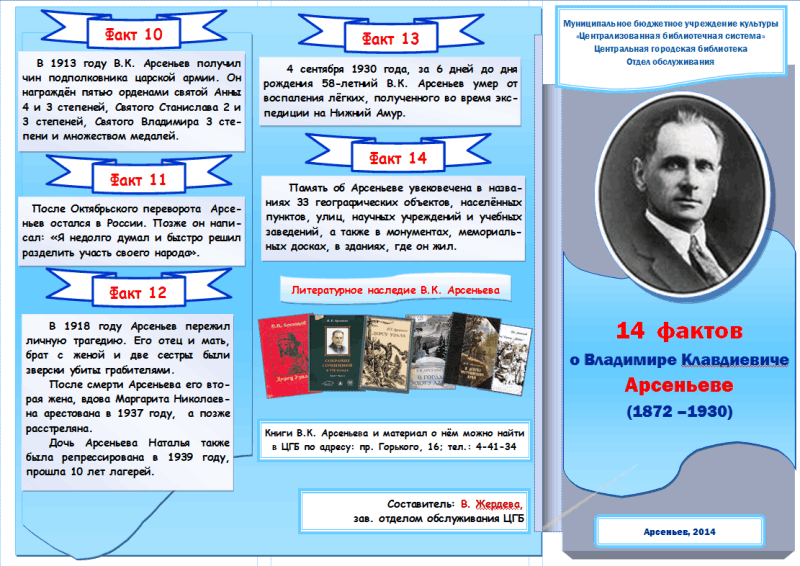 Факт 10
В 1913 году В.К. Арсеньев получил
чин подполковника царской армии. Он
награждён пятью орденами святой Анны
4 и 3 степеней, Святого Станислава 2 и
3 степеней, Святого Владимира 3 сте-
пени и множеством медалей.
Факт 11
После Октябрьского переворота Арсе-
ньев остался в России. Позже он напи-
сал: «Я недолго думал и быстро решил
разделить участь своего народа».
Факт 12
В 1918 году Арсеньев пережил
личную трагедию. Его отец и мать,
брат с женой и две сестры были
зверски убиты грабителями.
После смерти Арсеньева его вто-
рая жена, вдова Маргарита Николаев-
на арестована в 1937 году, а позже
расстреляна.
Дочь Арсеньева Наталья также
была репрессирована в 1939 году,
прошла 10 лет лагерей.
Факт 13
4 сентября 1930 года, за 6 дней до дня
рождения 58-летний В.К. Арсеньев умер от
воспаления лёгких, полученного во время экс-
педиции на Нижний Амур.
Факт 14
Память об Арсеньеве увековечена в назва-
ниях 33 географических объектов, населённых
пунктов, улиц, научных учреждений и учебных
заведений, а также в монументах, мемориаль-
ных досках, в зданиях, где он жил.
Литературное наследие В.К. Арсеньева
ДЕРСУ УЗАЛА
Книги В.К. Арсеньева и материал о нём можно найти
в ЦГБ по адресу: пр. Горького, 16; тел.: 4-41-34
Составитель: В. Жердева,
зав. отделом обслуживания ЦГБ
Муниципальное бюджетное учреждение культуры
«Централизованная библиотечная система»
Центральная городская библиотека
Отдел обслуживания
14 фактов
о Владимире Клавдиевиче
Арсеньеве
(1872 –1930)
Арсеньев, 2014